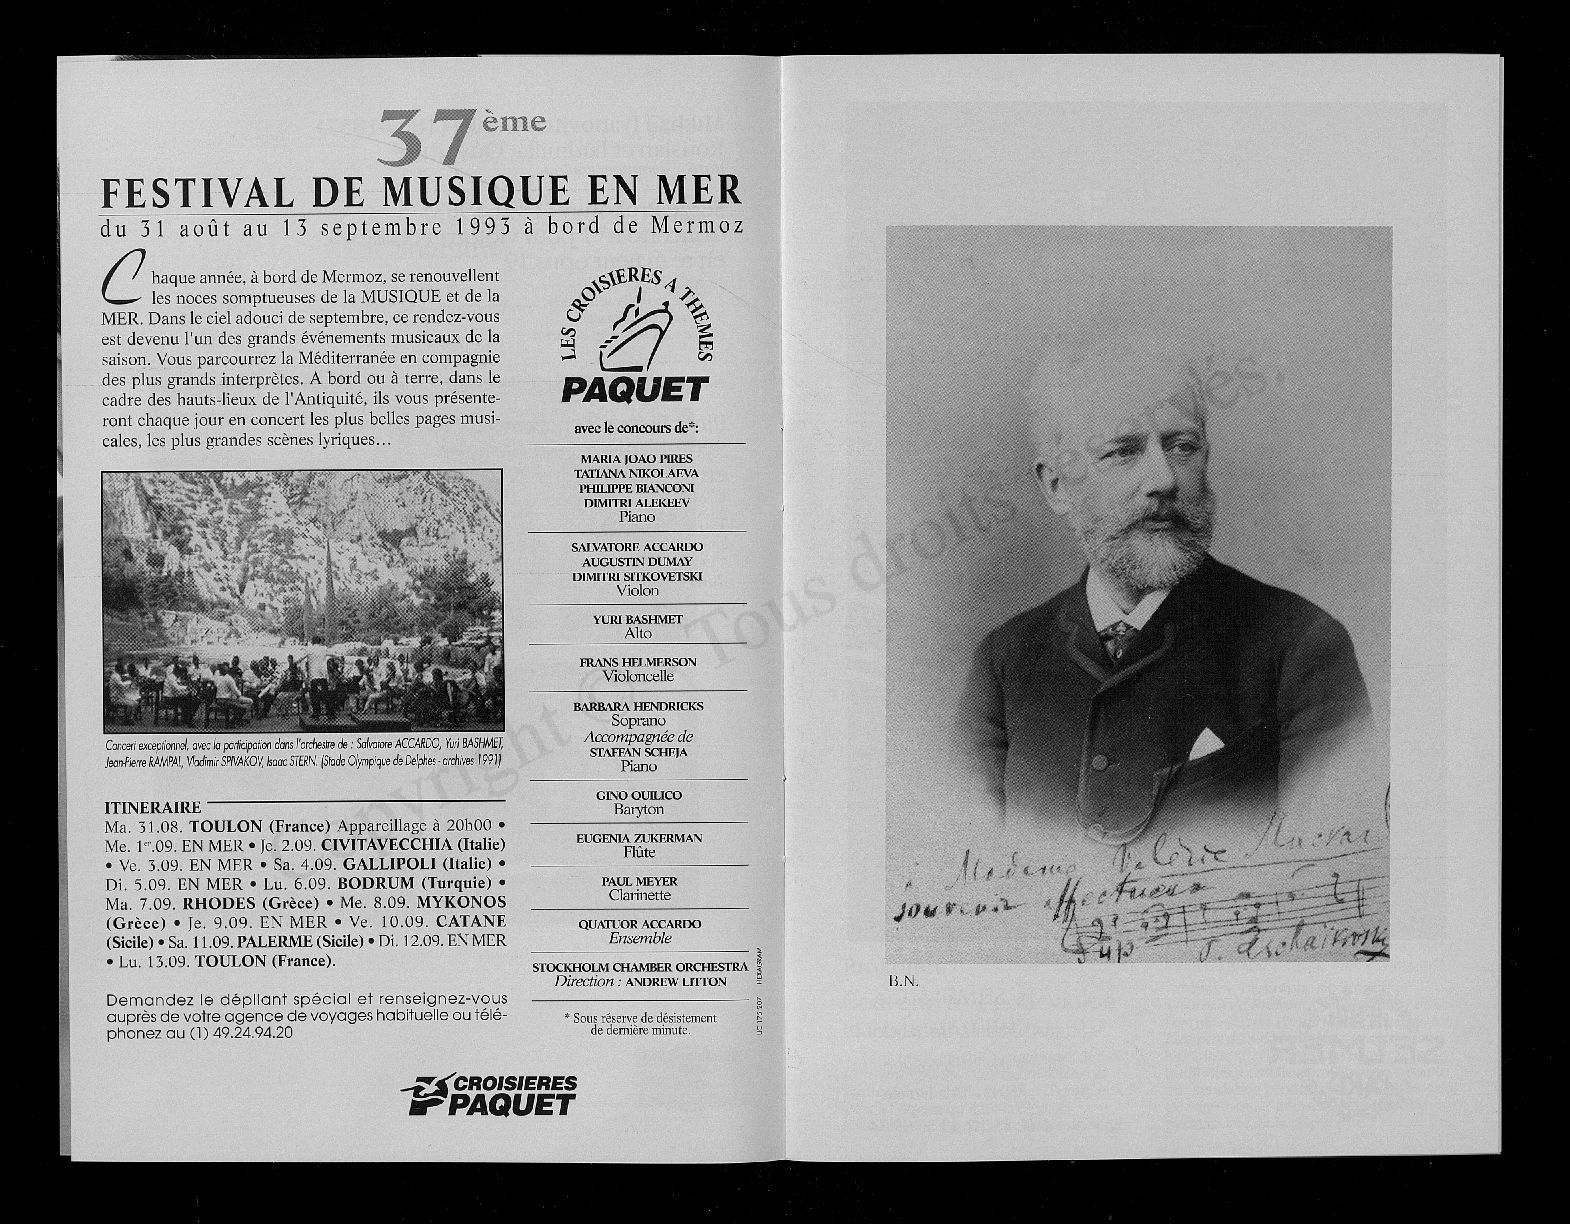 37ème
FESTIVAL DE MUSIQUE EN MER
du 31 août au 13 septembre 1993 à bord de Mermoz
Chaque année, à bord de Mermoz, se renouvellent
les noces somptueuses de la MUSIQUE et de la
MER. Dans le ciel adouci de septembre, ce rendez-vous
est devenu l'un des grands événements musicaux de la
saison. Vous parcourrez la Méditerranée en compagnie
des plus grands interprètes. A bord ou à terre, dans le
cadre des hauts-lieux de l'Antiquité, ils vous présente-
ront chaque jour en concert les plus belles pages musi-
cales, les plus grandes scènes lyriques...
Concert exceptionnel, avec la participation dans l'orchestre de : Salvatore ACCARDO, Yuri BASHMET,
Jean-Pierre RAMPAL, Vladimir SPIVAKOV, Isaac STERN. (Stade Olympique de Delphes - archives 1991)
ITINERAIRE
Ma. 31.08. TOULON (France) Appareillage à 20h00 •
Me. 1er.09. EN MER • Je. 2.09. CIVITAVECCHIA (Italie)
• Ve. 3.09. EN MER • Sa. 4.09. GALLIPOLI (Italie) •
Di. 5.09. EN MER • Lu. 6.09. BODRUM (Turquie) •
Ma. 7.09. RHODES (Grèce) • Me. 8.09. MYKONOS
(Grèce) • Je. 9.09. EN MER • Ve. 10.09. CATANE
(Sicile) • Sa. 11.09. PALERME (Sicile) • Di. 12.09. EN MER
• Lu. 13.09. TOULON (France).
Demandez le dépliant spécial et renseignez-vous
auprès de votre agence de voyages habituelle ou télé-
phonez au (1) 49.24.94.20
LES CROISIERES A THEMES
PAQUET
avec le concours de*:
MARIA JOAO PIRES
TATIANA NIKOLAEVA
PHILIPPE BIANCONI
DIMITRI ALEKEEV
Piano
SALVATORE ACCARDO
AUGUSTIN DUMAY
DIMITRI SITKOVETSKI
Violon
YURI BASHMET
Alto
FRANS HELMERSON
Violoncelle
BARBARA HENDRICKS
Soprano
Accompagnée de
STAFFAN SCHEJA
Piano
GINO QUILICO
Baryton
EUGENIA ZUKERMAN
Flûte
PAUL MEYER
Clarinette
QUATUOR ACCARDO
Ensemble
STOCKHOLM CHAMBER ORCHESTRA
Direction : ANDREW LITTON
* Sous réserve de désistement
de dernière minute.
CROISIERES
PAQUET
à Madame Valérie
souvenir affectueux
P. Tschaïkovsky
B.N.
Copyright © Tous droits réservés.